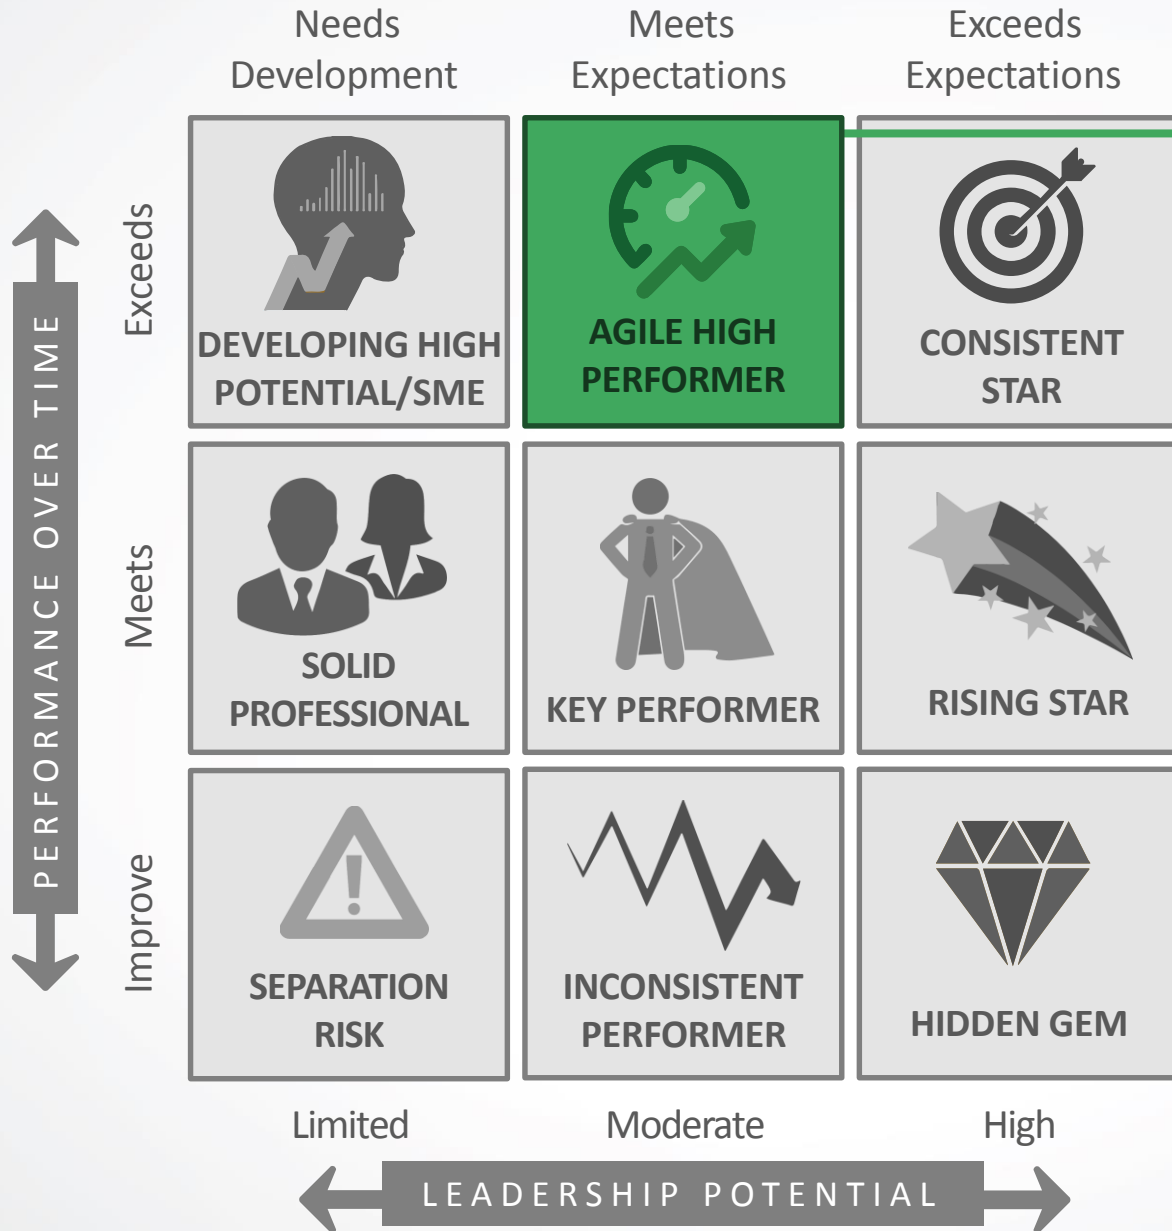 Needs
Development
Meets
Expectations
Exceeds
Expectations
PERFORMANCE OVER TIME
Exceeds
DEVELOPING HIGH
POTENTIAL/SME
AGILE HIGH
PERFORMER
CONSISTENT
STAR
Meets
SOLID
PROFESSIONAL
KEY PERFORMER
RISING STAR
Improve
!
SEPARATION
RISK
INCONSISTENT
PERFORMER
HIDDEN GEM
Limited
Moderate
High
LEADERSHIP POTENTIAL